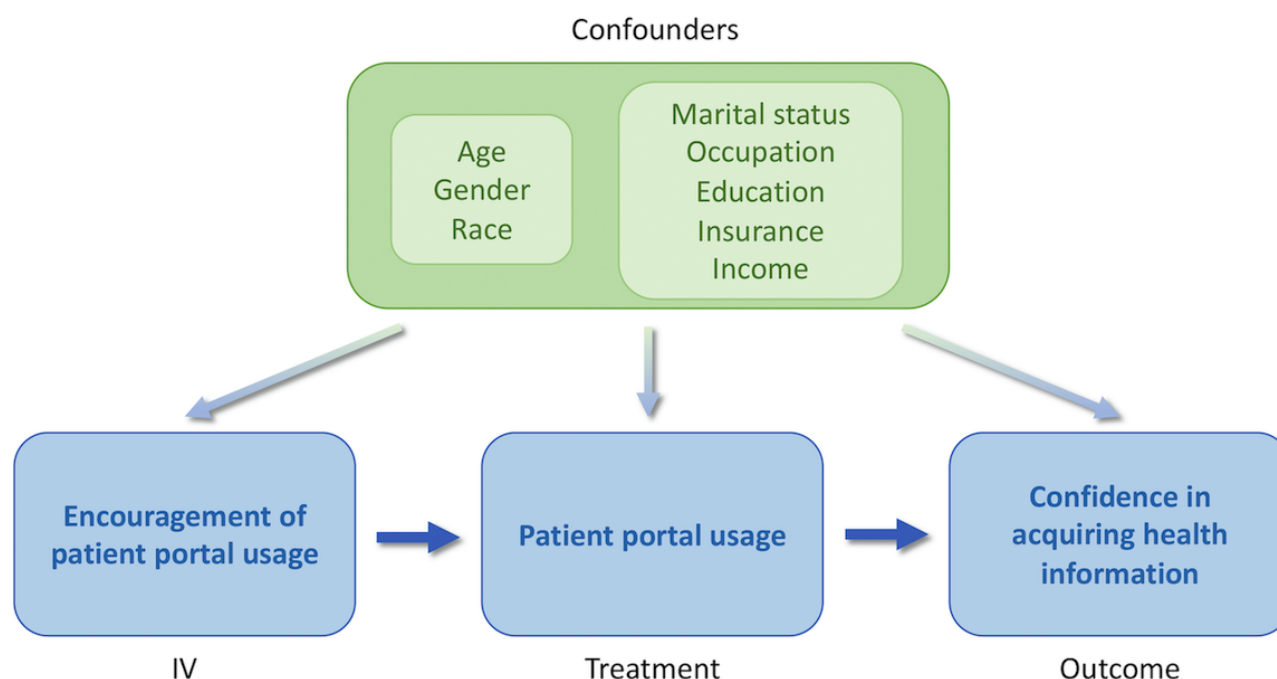 Confounders
Age
Gender
Race
Marital status
Occupation
Education
Insurance
Income
Encouragement of
patient portal usage
Patient portal usage
Confidence in
acquiring health
information
IV
Treatment
Outcome